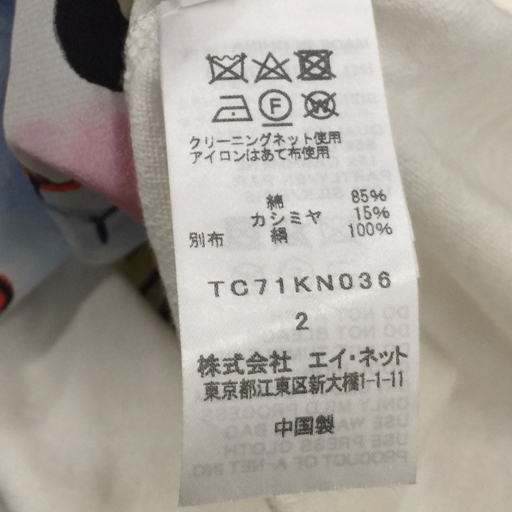 F W
クリーニングネット使用
アイロンはあて布使用
綿 85%
カシミヤ 15%
別布 絹 100%
TC71KN036
2
株式会社 エイ・ネット
東京都江東区新大橋1-1-11
中国製